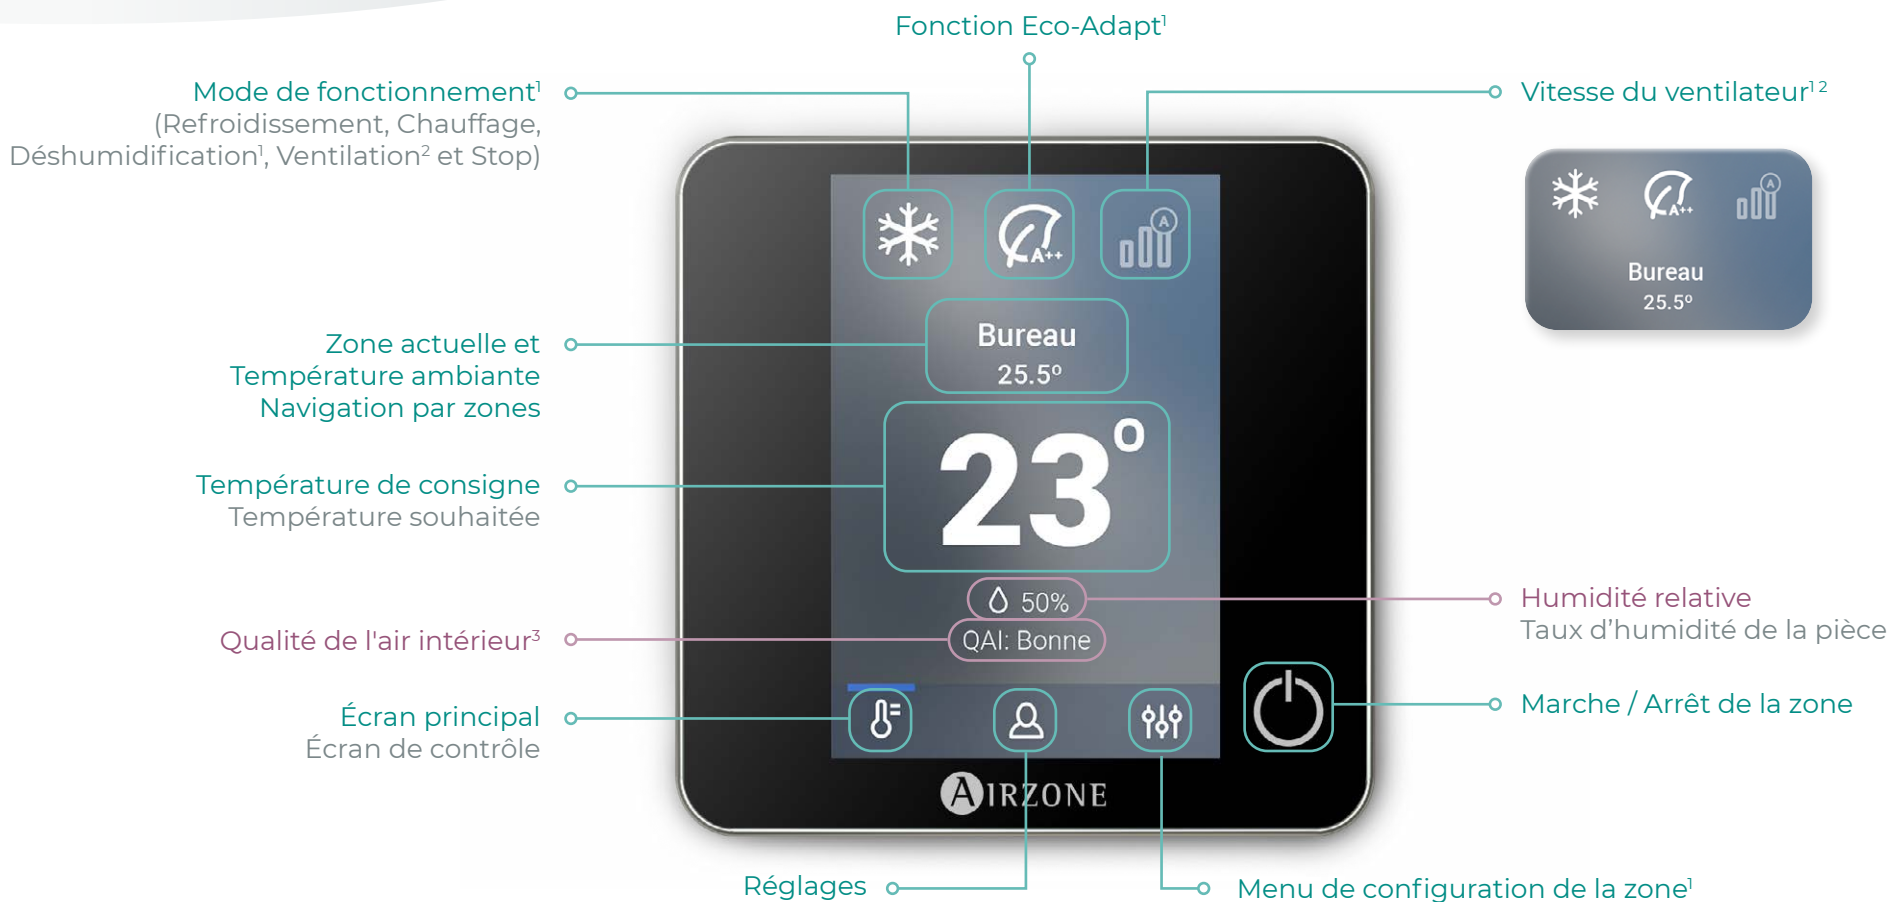 Fonction Eco-Adapt¹
Mode de fonctionnement¹
(Refroidissement, Chauffage,
Déshumidification¹, Ventilation² et Stop)
Vitesse du ventilateur¹ ²
A++
A
A++
A
Bureau
25.5º
Zone actuelle et
Température ambiante
Navigation par zones
Bureau
25.5º
Température de consigne
Température souhaitée
23º
50%
Humidité relative
Taux d’humidité de la pièce
Qualité de l'air intérieur³
QAI: Bonne
Écran principal
Écran de contrôle
Marche / Arrêt de la zone
AIRZONE
Réglages
Menu de configuration de la zone¹